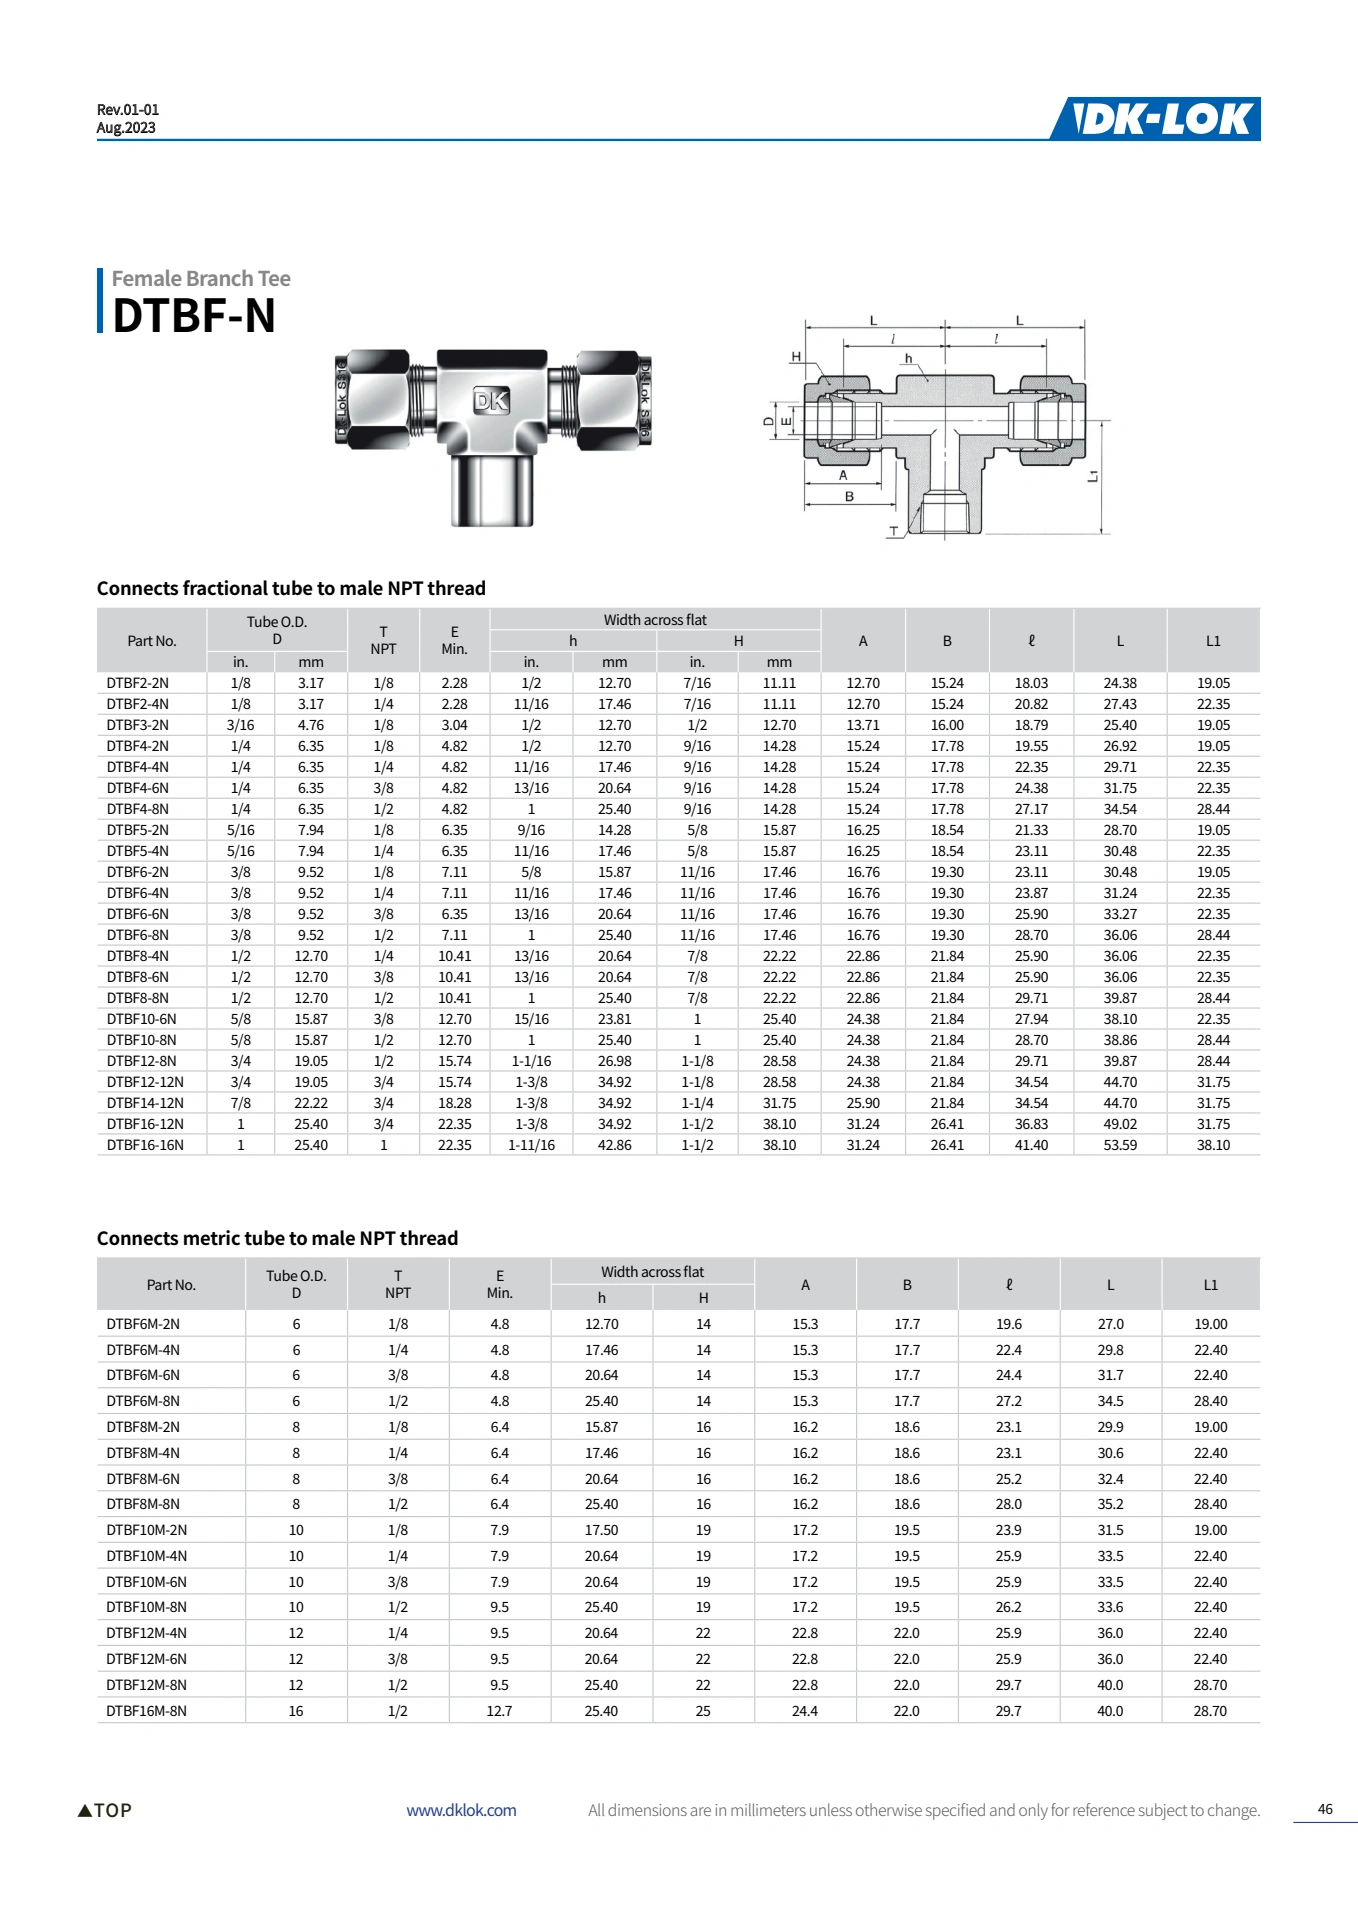 Rev.01-01
Aug.2023
DK-LOK
Female Branch Tee
DTBF-N
DK-Lok S316
DK
DK-Lok S316
L L
l l
H h
D E
A
B
L1
T
Connects fractional tube to male NPT thread
Part No. Tube O.D. D T NPT E Min. Width across flat A B ℓ L L1
h H
in. mm in. mm in. mm
DTBF2-2N 1/8 3.17 1/8 2.28 1/2 12.70 7/16 11.11 12.70 15.24 18.03 24.38 19.05
DTBF2-4N 1/8 3.17 1/4 2.28 11/16 17.46 7/16 11.11 12.70 15.24 20.82 27.43 22.35
DTBF3-2N 3/16 4.76 1/8 3.04 1/2 12.70 1/2 12.70 13.71 16.00 18.79 25.40 19.05
DTBF4-2N 1/4 6.35 1/8 4.82 1/2 12.70 9/16 14.28 15.24 17.78 19.55 26.92 19.05
DTBF4-4N 1/4 6.35 1/4 4.82 11/16 17.46 9/16 14.28 15.24 17.78 22.35 29.71 22.35
DTBF4-6N 1/4 6.35 3/8 4.82 13/16 20.64 9/16 14.28 15.24 17.78 24.38 31.75 22.35
DTBF4-8N 1/4 6.35 1/2 4.82 1 25.40 9/16 14.28 15.24 17.78 27.17 34.54 28.44
DTBF5-2N 5/16 7.94 1/8 6.35 9/16 14.28 5/8 15.87 16.25 18.54 21.33 28.70 19.05
DTBF5-4N 5/16 7.94 1/4 6.35 11/16 17.46 5/8 15.87 16.25 18.54 23.11 30.48 22.35
DTBF6-2N 3/8 9.52 1/8 7.11 5/8 15.87 11/16 17.46 16.76 19.30 23.11 30.48 19.05
DTBF6-4N 3/8 9.52 1/4 7.11 11/16 17.46 11/16 17.46 16.76 19.30 23.87 31.24 22.35
DTBF6-6N 3/8 9.52 3/8 6.35 13/16 20.64 11/16 17.46 16.76 19.30 25.90 33.27 22.35
DTBF6-8N 3/8 9.52 1/2 7.11 1 25.40 11/16 17.46 16.76 19.30 28.70 36.06 28.44
DTBF8-4N 1/2 12.70 1/4 10.41 13/16 20.64 7/8 22.22 22.86 21.84 25.90 36.06 22.35
DTBF8-6N 1/2 12.70 3/8 10.41 13/16 20.64 7/8 22.22 22.86 21.84 25.90 36.06 22.35
DTBF8-8N 1/2 12.70 1/2 10.41 1 25.40 7/8 22.22 22.86 21.84 29.71 39.87 28.44
DTBF10-6N 5/8 15.87 3/8 12.70 15/16 23.81 1 25.40 24.38 21.84 27.94 38.10 22.35
DTBF10-8N 5/8 15.87 1/2 12.70 1 25.40 1 25.40 24.38 21.84 28.70 38.86 28.44
DTBF12-8N 3/4 19.05 1/2 15.74 1-1/16 26.98 1-1/8 28.58 24.38 21.84 29.71 39.87 28.44
DTBF12-12N 3/4 19.05 3/4 15.74 1-3/8 34.92 1-1/8 28.58 24.38 21.84 34.54 44.70 31.75
DTBF14-12N 7/8 22.22 3/4 18.28 1-3/8 34.92 1-1/4 31.75 25.90 21.84 34.54 44.70 31.75
DTBF16-12N 1 25.40 3/4 22.35 1-3/8 34.92 1-1/2 38.10 31.24 26.41 36.83 49.02 31.75
DTBF16-16N 1 25.40 1 22.35 1-11/16 42.86 1-1/2 38.10 31.24 26.41 41.40 53.59 38.10
Connects metric tube to male NPT thread
Part No. Tube O.D. D T NPT E Min. Width across flat A B ℓ L L1
h H
DTBF6M-2N 6 1/8 4.8 12.70 14 15.3 17.7 19.6 27.0 19.00
DTBF6M-4N 6 1/4 4.8 17.46 14 15.3 17.7 22.4 29.8 22.40
DTBF6M-6N 6 3/8 4.8 20.64 14 15.3 17.7 24.4 31.7 22.40
DTBF6M-8N 6 1/2 4.8 25.40 14 15.3 17.7 27.2 34.5 28.40
DTBF8M-2N 8 1/8 6.4 15.87 16 16.2 18.6 23.1 29.9 19.00
DTBF8M-4N 8 1/4 6.4 17.46 16 16.2 18.6 23.1 30.6 22.40
DTBF8M-6N 8 3/8 6.4 20.64 16 16.2 18.6 25.2 32.4 22.40
DTBF8M-8N 8 1/2 6.4 25.40 16 16.2 18.6 28.0 35.2 28.40
DTBF10M-2N 10 1/8 7.9 17.50 19 17.2 19.5 23.9 31.5 19.00
DTBF10M-4N 10 1/4 7.9 20.64 19 17.2 19.5 25.9 33.5 22.40
DTBF10M-6N 10 3/8 7.9 20.64 19 17.2 19.5 25.9 33.5 22.40
DTBF10M-8N 10 1/2 9.5 25.40 19 17.2 19.5 26.2 33.6 22.40
DTBF12M-4N 12 1/4 9.5 20.64 22 22.8 22.0 25.9 36.0 22.40
DTBF12M-6N 12 3/8 9.5 20.64 22 22.8 22.0 25.9 36.0 22.40
DTBF12M-8N 12 1/2 9.5 25.40 22 22.8 22.0 29.7 40.0 28.70
DTBF16M-8N 16 1/2 12.7 25.40 25 24.4 22.0 29.7 40.0 28.70
▲TOP www.dklok.com All dimensions are in millimeters unless otherwise specified and only for reference subject to change. 46